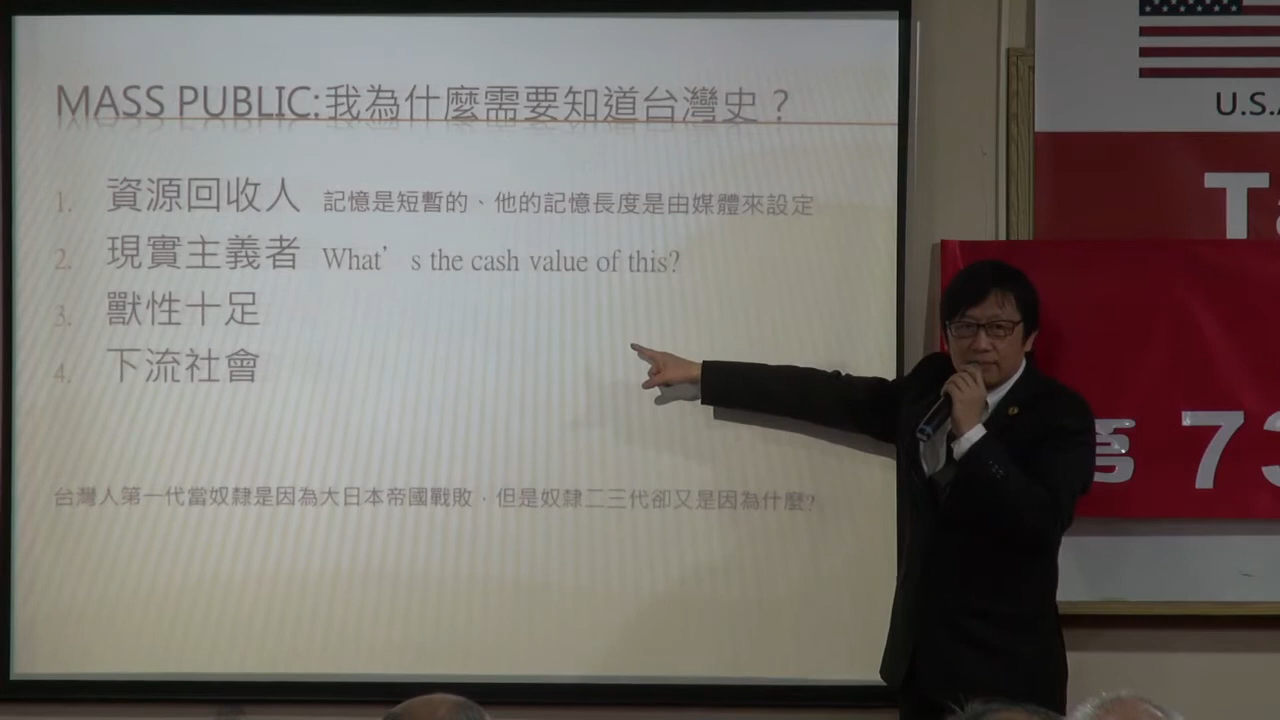 MASS PUBLIC:我為什麼需要知道台灣史？
1. 資源回收人 記憶是短暫的、他的記憶長度是由媒體來設定
2. 現實主義者 What's the cash value of this?
3. 獸性十足
4. 下流社會
台灣人第一代當奴隸是因為大日本帝國戰敗，但是奴隸二三代卻又是因為什麼?
U.S.
T
7